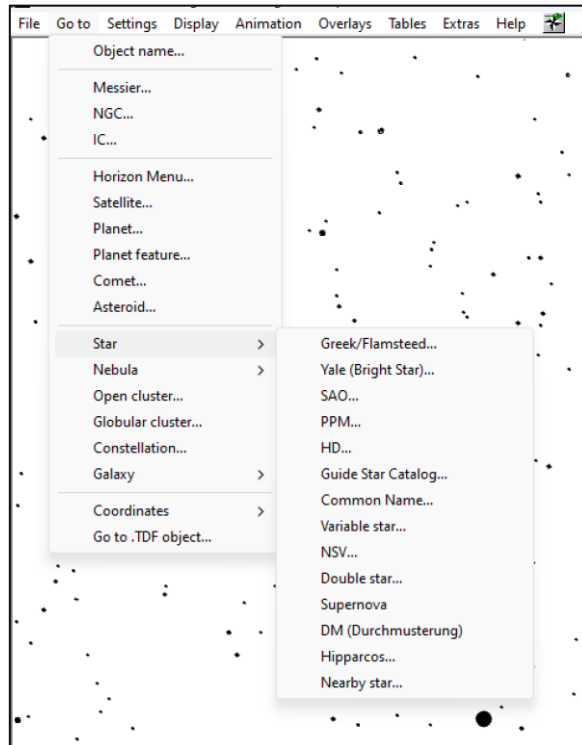 File Go to Settings Display Animation Overlays Tables Extras Help
Object name...
Messier...
NGC...
IC...
Horizon Menu...
Satellite...
Planet...
Planet feature...
Comet...
Asteroid...
Star
Nebula
Open cluster...
Globular cluster...
Constellation...
Galaxy
Coordinates
Go to .TDF object...
Greek/Flamsteed...
Yale (Bright Star)...
SAO...
PPM...
HD...
Guide Star Catalog...
Common Name...
Variable star...
NSV...
Double star...
Supernova
DM (Durchmusterung)
Hipparcos...
Nearby star...